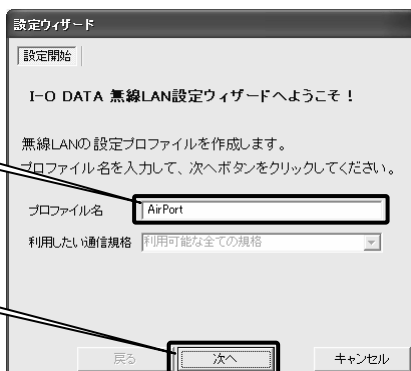 設定ウィザード
設定開始
I-O DATA 無線LAN設定ウィザードへようこそ！
無線LANの設定プロファイルを作成します。
プロファイル名を入力して、次へボタンをクリックしてください。
プロファイル名 AirPort
利用したい通信規格 利用可能な全ての規格
戻る 次へ キャンセル